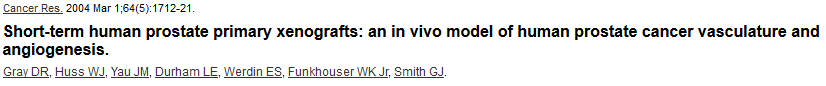 Cancer Res. 2004 Mar 1;64(5):1712-21.
Short-term human prostate primary xenografts: an in vivo model of human prostate cancer vasculature and
angiogenesis.
Gray DR, Huss WJ, Yau JM, Durham LE, Werdin ES, Funkhouser WK Jr, Smith GJ.